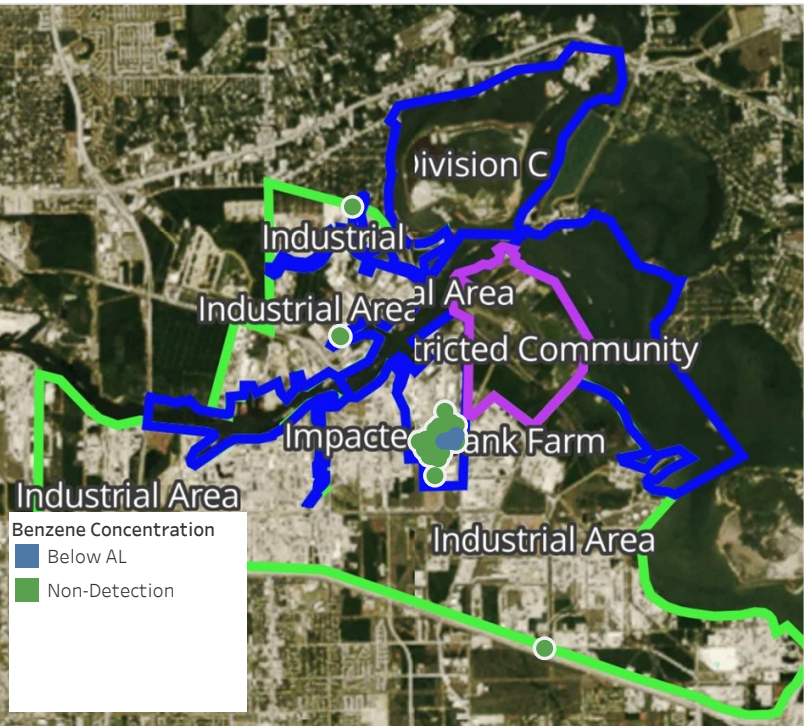 Division C
Industrial
al Area
Industrial Area
tricted Community
Impacte
ank Farm
Industrial Area
Industrial Area
Benzene Concentration
Below AL
Non-Detection